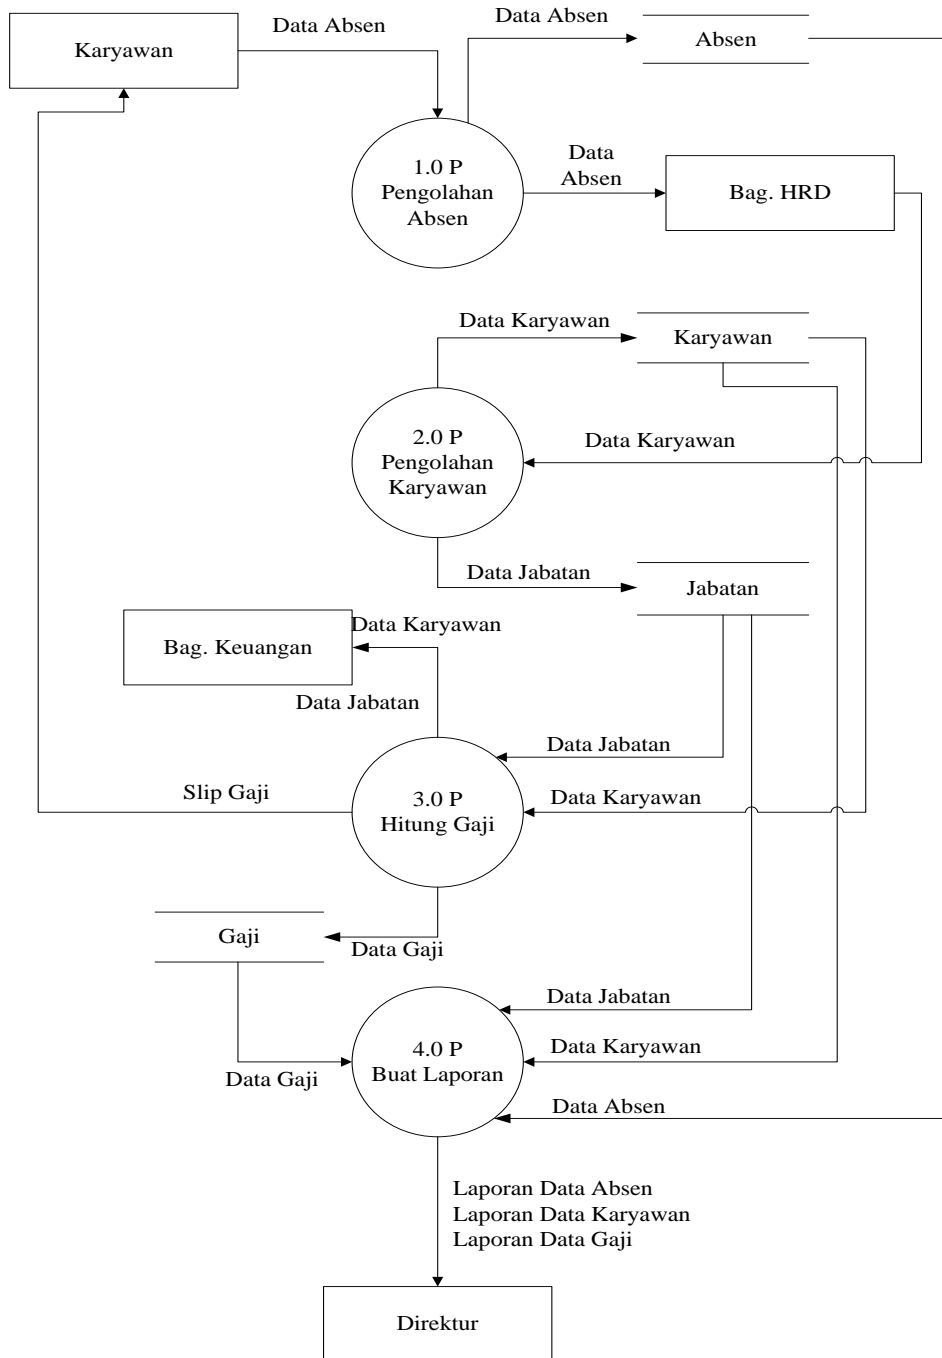 Data Absen
Data Absen
Karyawan
Absen
Data
Absen
1.0 P
Pengolahan
Absen
Bag. HRD
Data Karyawan
Karyawan
2.0 P
Pengolahan
Karyawan
Data Karyawan
Data Jabatan
Jabatan
Data Karyawan
Bag. Keuangan
Data Jabatan
Data Jabatan
Slip Gaji
3.0 P
Hitung Gaji
Data Karyawan
Gaji
Data Gaji
Data Jabatan
4.0 P
Buat Laporan
Data Karyawan
Data Gaji
Data Absen
Laporan Data Absen
Laporan Data Karyawan
Laporan Data Gaji
Direktur